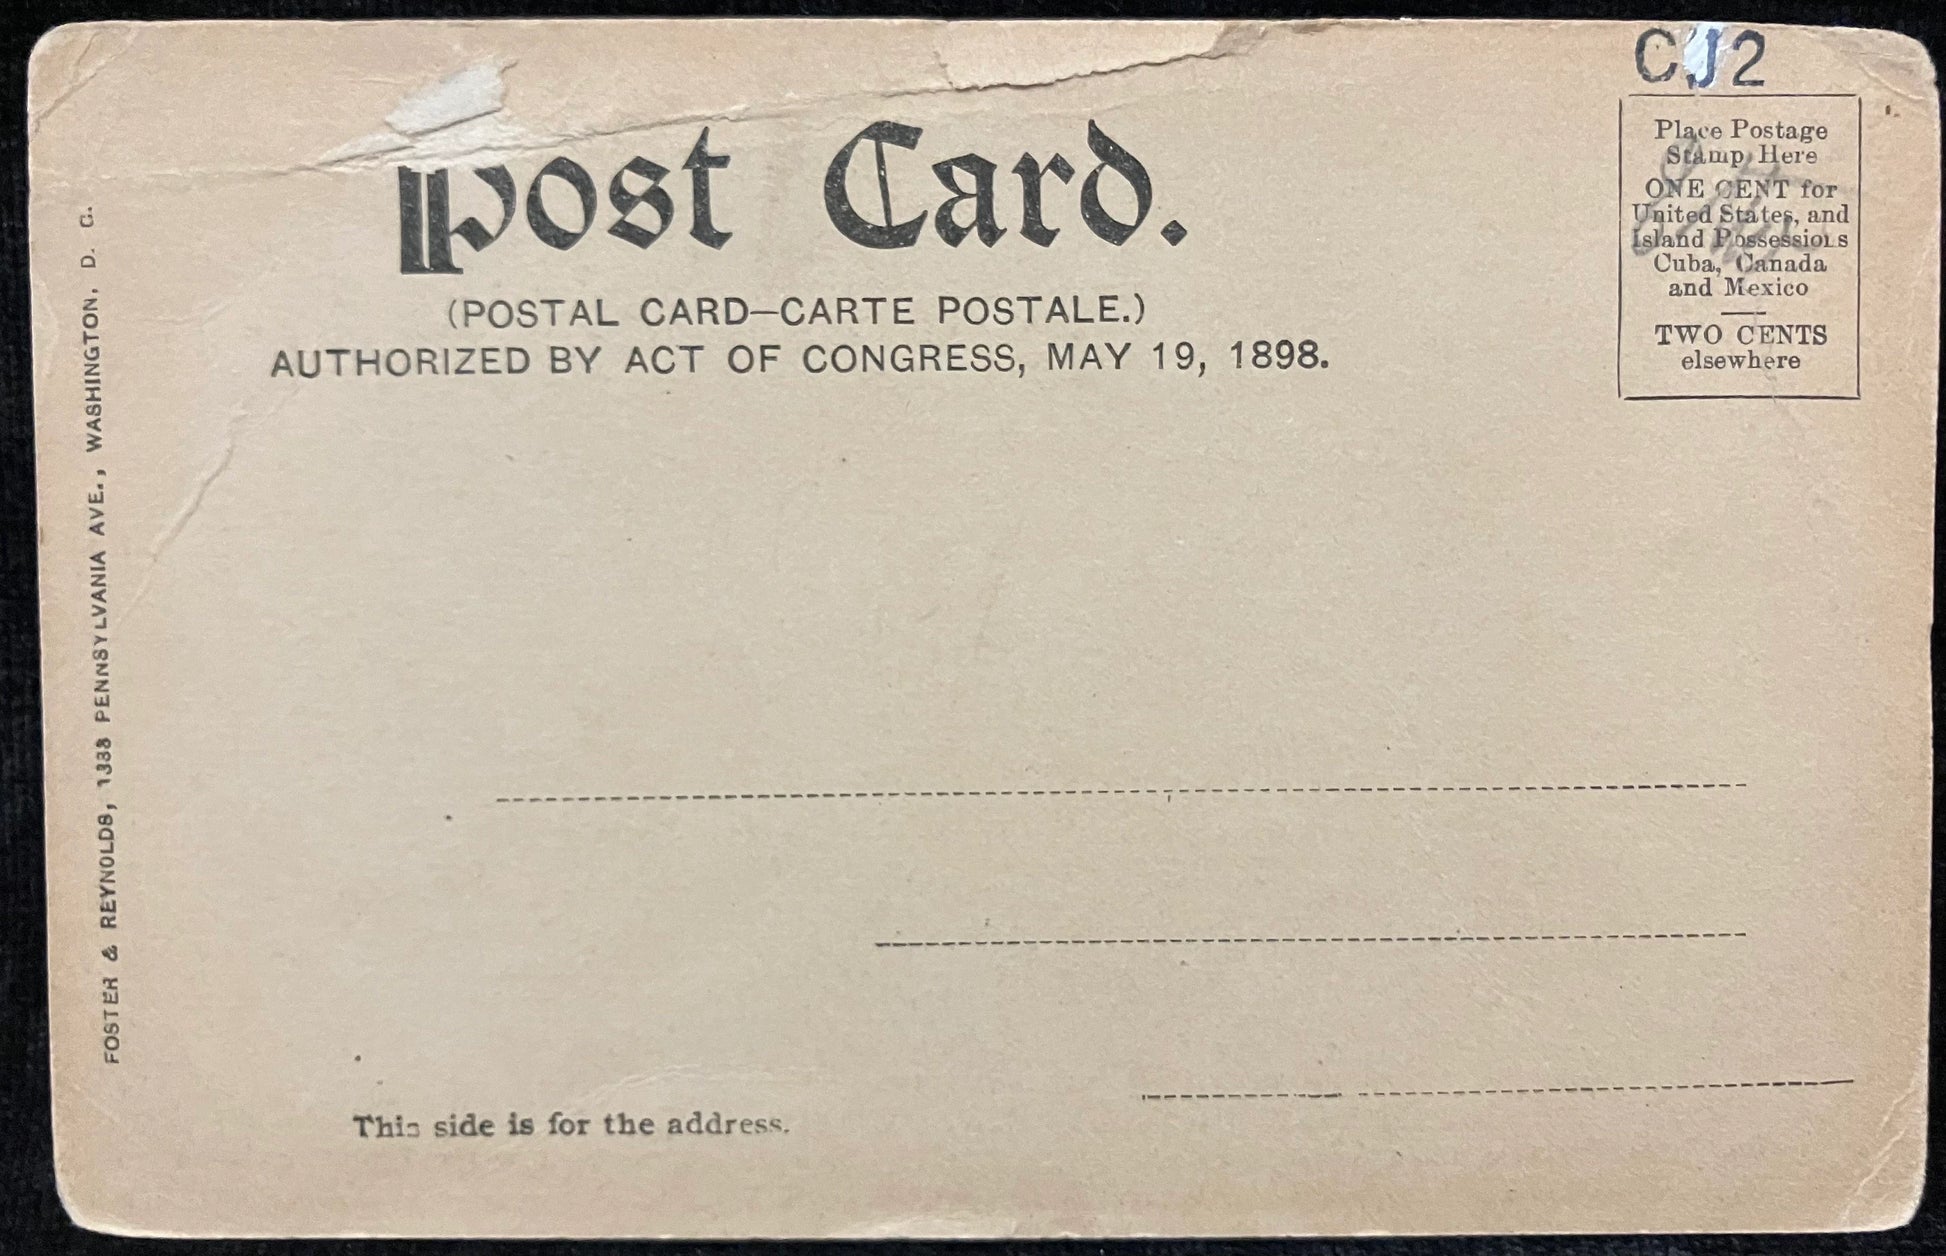 CJ2
Post Card.
(POSTAL CARD—CARTE POSTALE.)
AUTHORIZED BY ACT OF CONGRESS, MAY 19, 1898.
Place Postage
Stamp Here
ONE CENT for
United States, and
Island Possessions
Cuba, Canada
and Mexico
TWO CENTS
elsewhere
FOSTER & REYNOLDS, 1333 PENNSYLVANIA AVE., WASHINGTON, D. C.
This side is for the address.